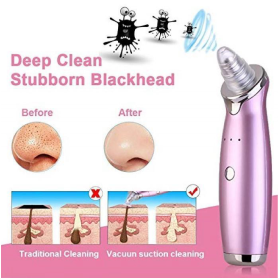 Deep Clean
Stubborn Blackhead
Before
After
Traditional Cleaning
Vacuun suction cleaning